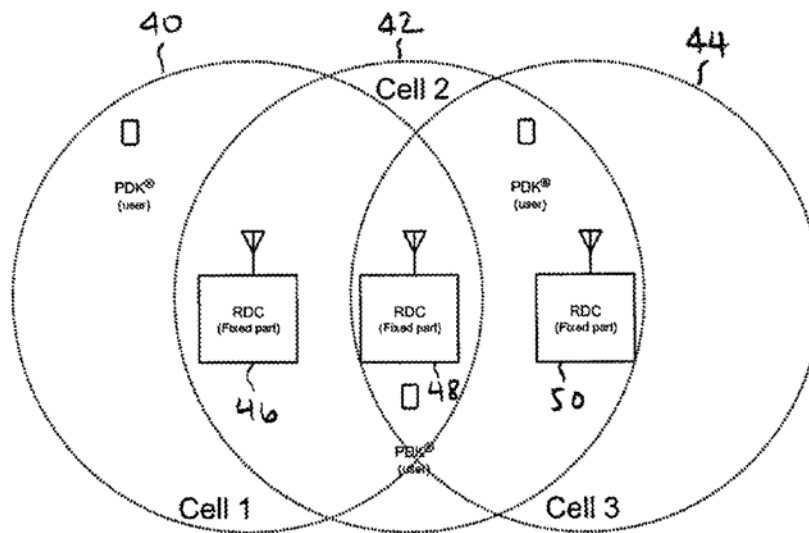 40
42
44
Cell 2
PDK®
(user)
PDK®
(user)
RDC
(Fixed part)
RDC
(Fixed part)
RDC
(Fixed part)
46
48
50
PDK®
(user)
Cell 1
Cell 3